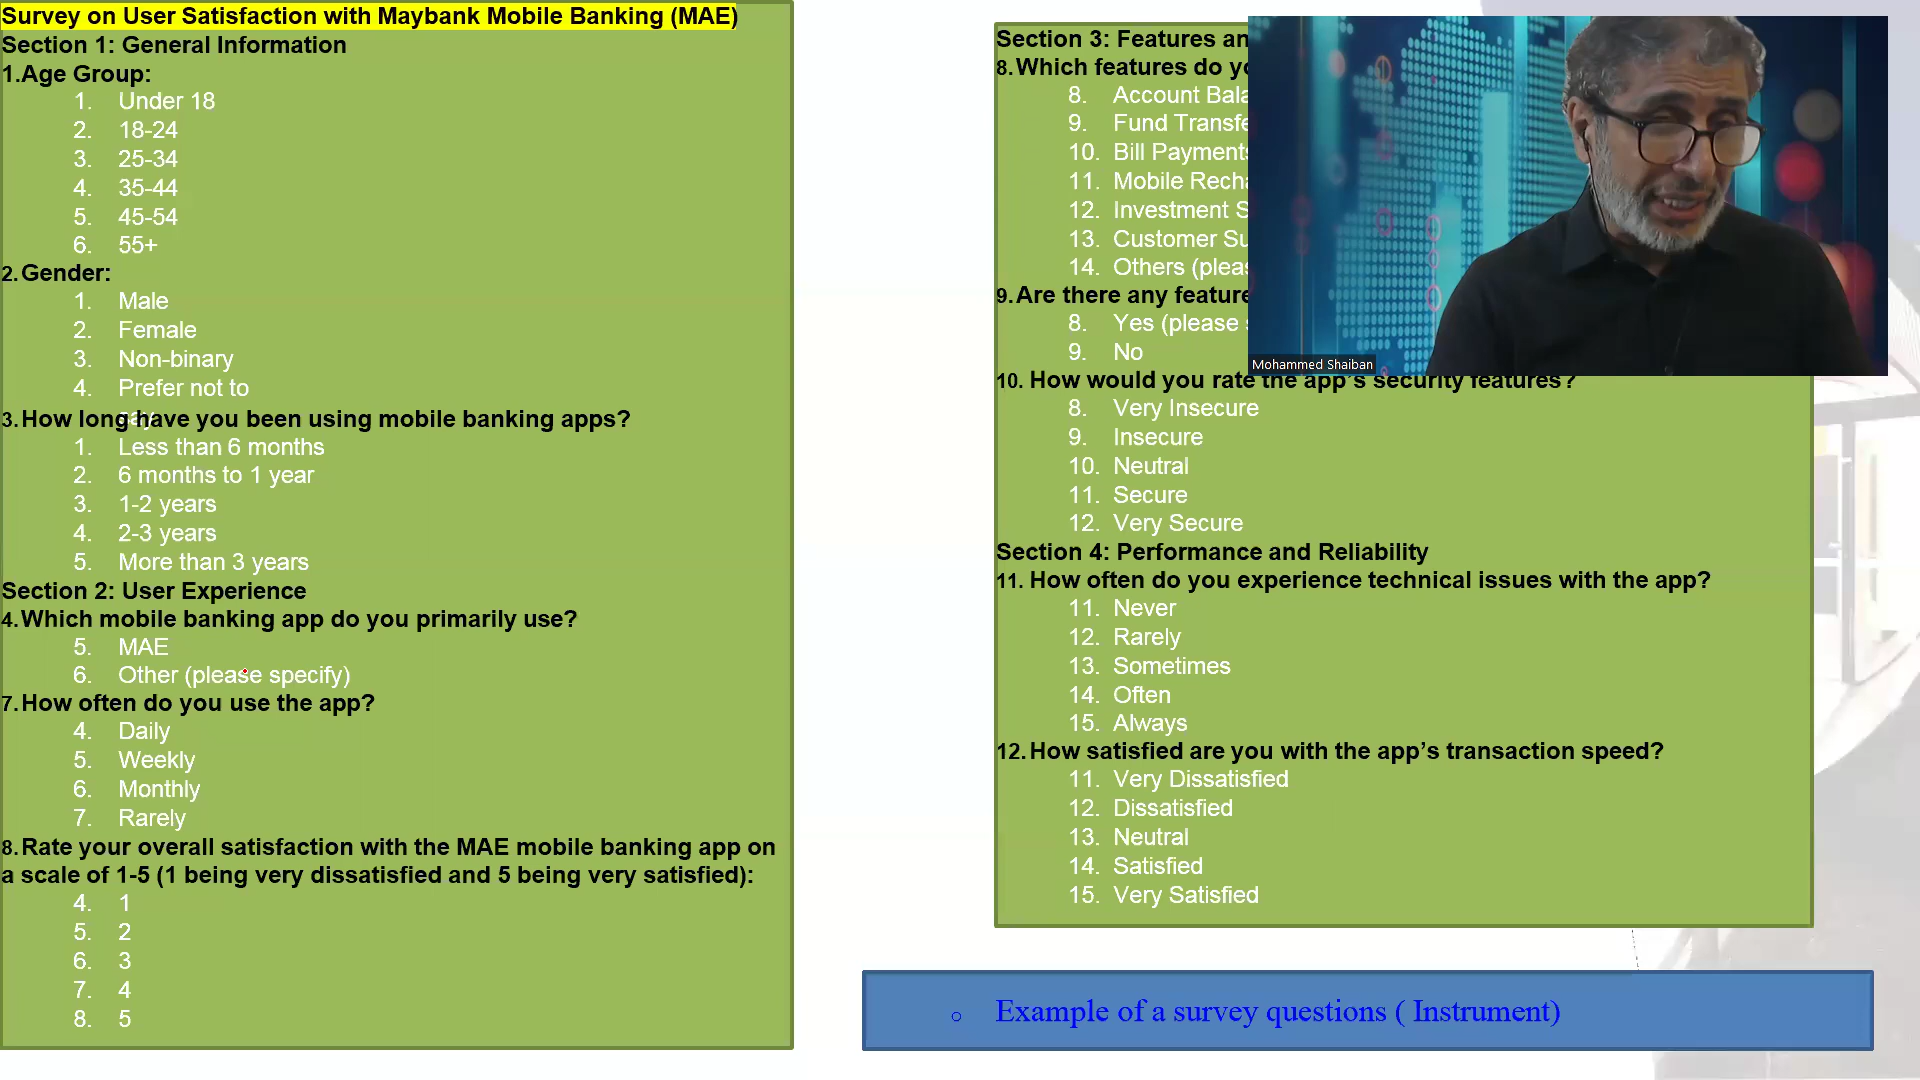 Survey on User Satisfaction with Maybank Mobile Banking (MAE)
Section 1: General Information
1. Age Group:
1. Under 18
2. 18-24
3. 25-34
4. 35-44
5. 45-54
6. 55+
2. Gender:
1. Male
2. Female
3. Non-binary
4. Prefer not to
3. How long have you been using mobile banking apps?
1. Less than 6 months
2. 6 months to 1 year
3. 1-2 years
4. 2-3 years
5. More than 3 years
Section 2: User Experience
4. Which mobile banking app do you primarily use?
5. MAE
6. Other (please specify)
7. How often do you use the app?
4. Daily
5. Weekly
6. Monthly
7. Rarely
8. Rate your overall satisfaction with the MAE mobile banking app on
a scale of 1-5 (1 being very dissatisfied and 5 being very satisfied):
4. 1
5. 2
6. 3
7. 4
8. 5
Section 3: Features
8. Which features do
8. Account
9. Fund
10. Bill
11. Mobile
12. Investment
13. Customer
14. Others
9. Are there any
8. Yes (please
9. No
10. How would you rate the app's security features?
8. Very Insecure
9. Insecure
10. Neutral
11. Secure
12. Very Secure
Section 4: Performance and Reliability
11. How often do you experience technical issues with the app?
11. Never
12. Rarely
13. Sometimes
14. Often
15. Always
12. How satisfied are you with the app’s transaction speed?
11. Very Dissatisfied
12. Dissatisfied
13. Neutral
14. Satisfied
15. Very Satisfied
Mohammed Shaiban
Example of a survey questions ( Instrument)